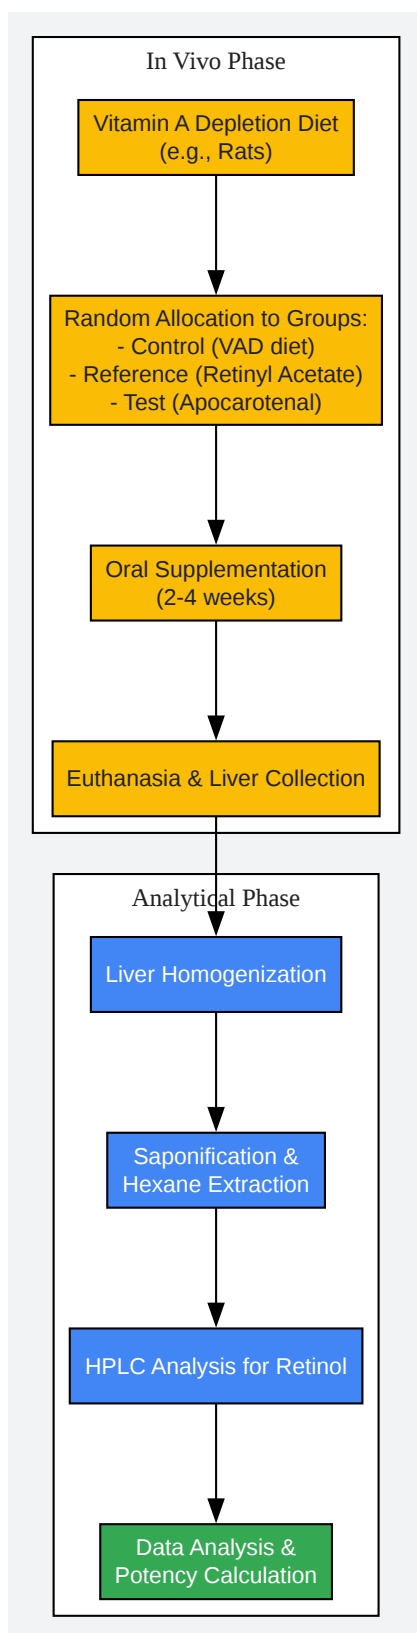 In Vivo Phase
Vitamin A Depletion Diet
(e.g., Rats)
Random Allocation to Groups:
- Control (VAD diet)
- Reference (Retinyl Acetate)
- Test (Apocarotenal)
Oral Supplementation
(2-4 weeks)
Euthanasia & Liver Collection
Analytical Phase
Liver Homogenization
Saponification &
Hexane Extraction
HPLC Analysis for Retinol
Data Analysis &
Potency Calculation